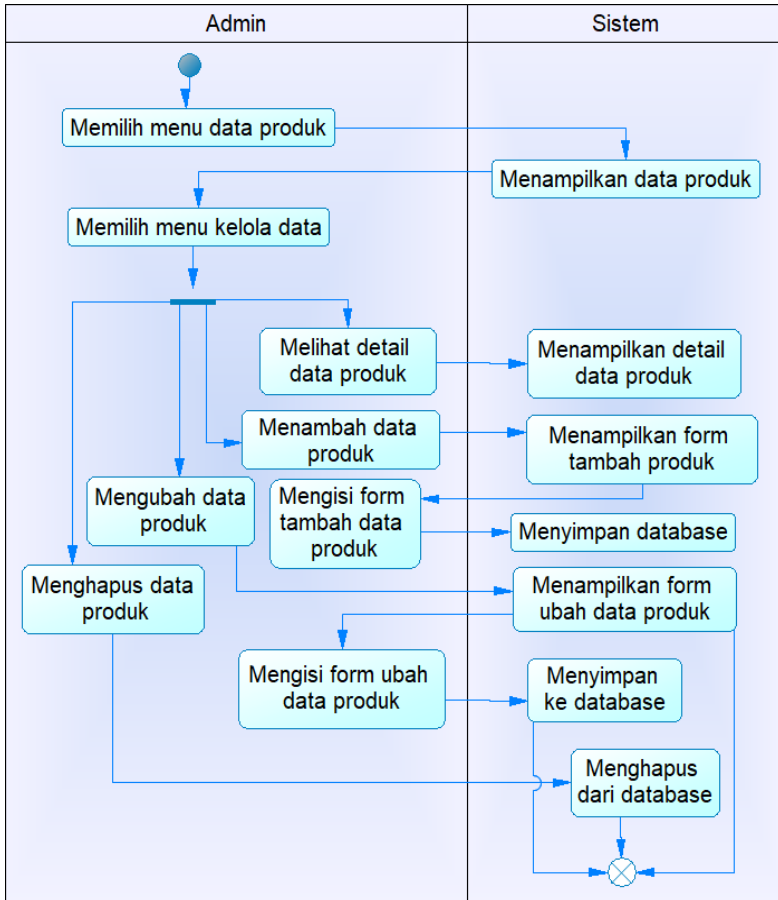 Admin
Sistem
Memilih menu data produk
Menampilkan data produk
Memilih menu kelola data
Melihat detail
data produk
Menampilkan detail
data produk
Menambah data
produk
Menampilkan form
tambah produk
Mengubah data
produk
Mengisi form
tambah data
produk
Menyimpan database
Menghapus data
produk
Menampilkan form
ubah data produk
Mengisi form ubah
data produk
Menyimpan
ke database
Menghapus
dari database